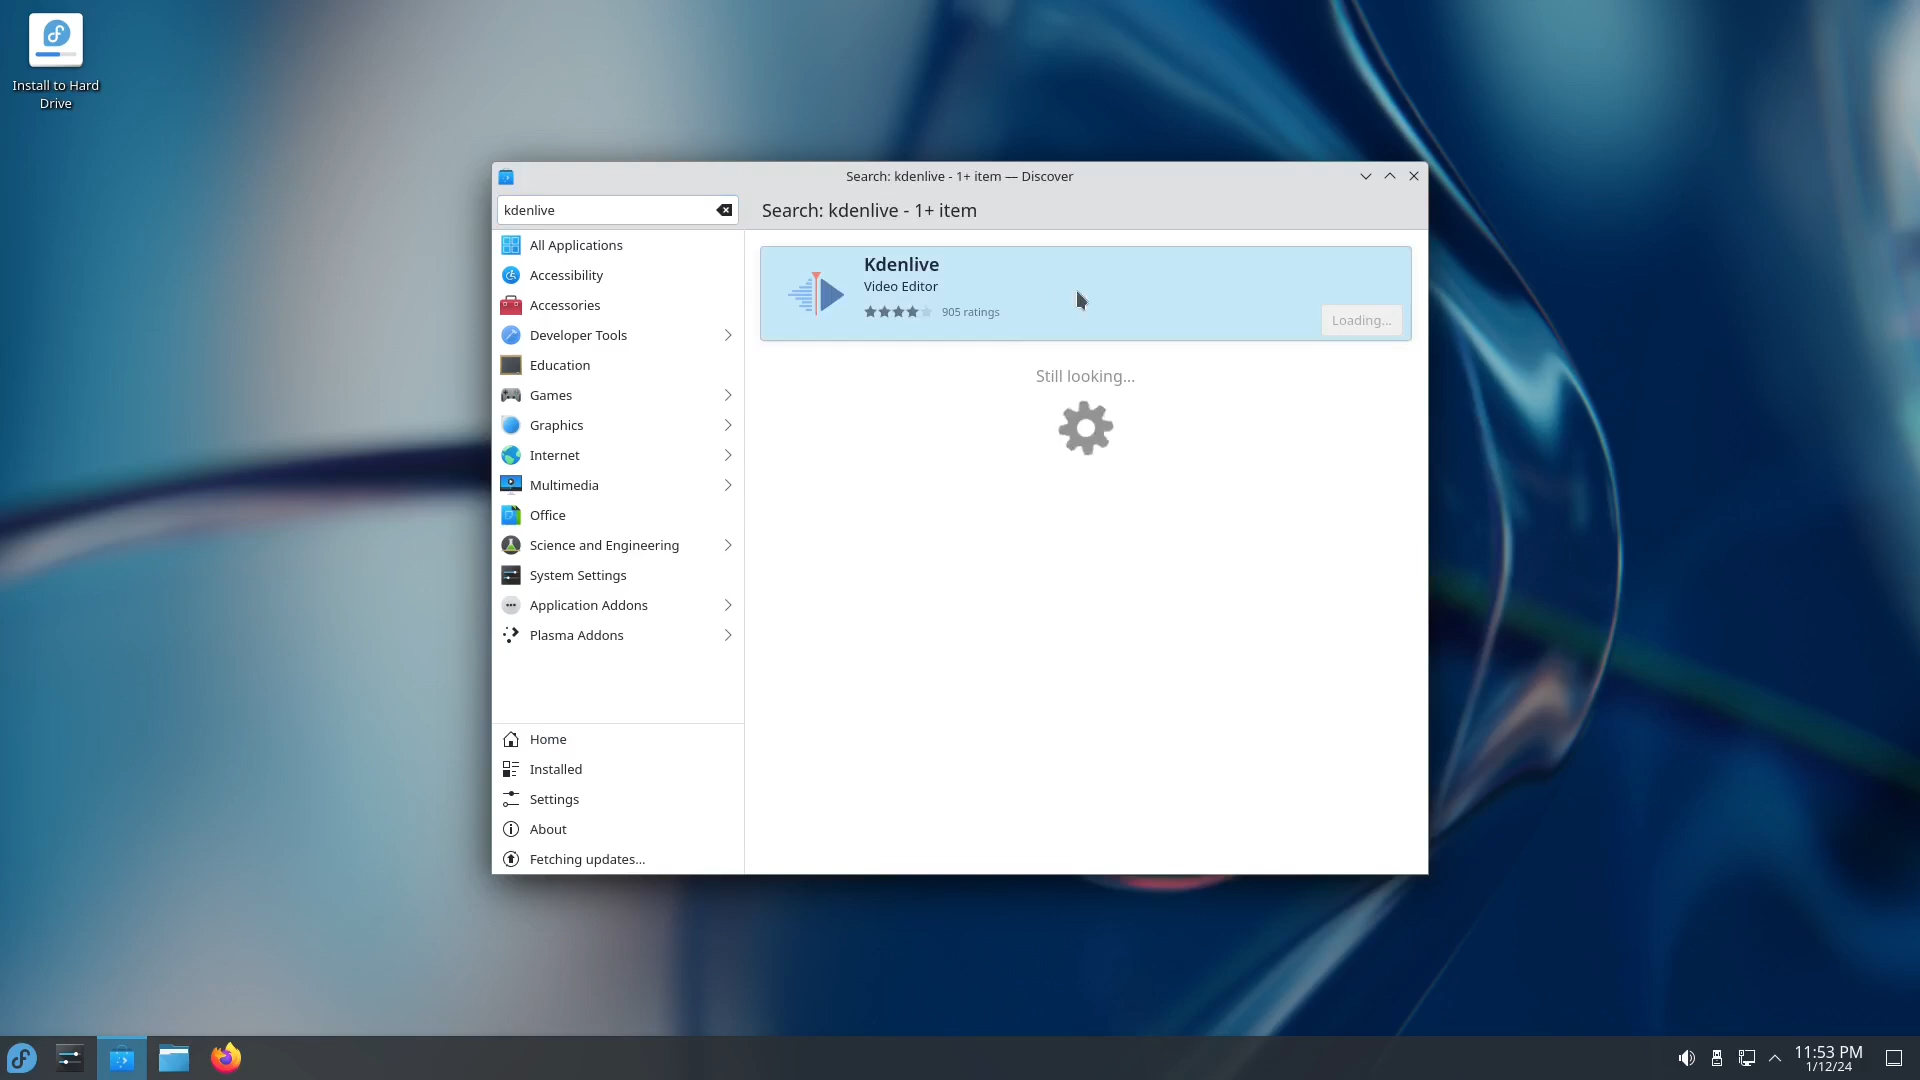 Install to Hard
Drive
Search: kdenlive - 1+ item — Discover
kdenlive
Search: kdenlive - 1+ item
All Applications
Accessibility
Accessories
Developer Tools
Education
Games
Graphics
Internet
Multimedia
Office
Science and Engineering
System Settings
Application Addons
Plasma Addons
Home
Installed
Settings
About
Fetching updates...
Kdenlive
Video Editor
905 ratings
Loading...
Still looking...
11:53 PM
1/12/24